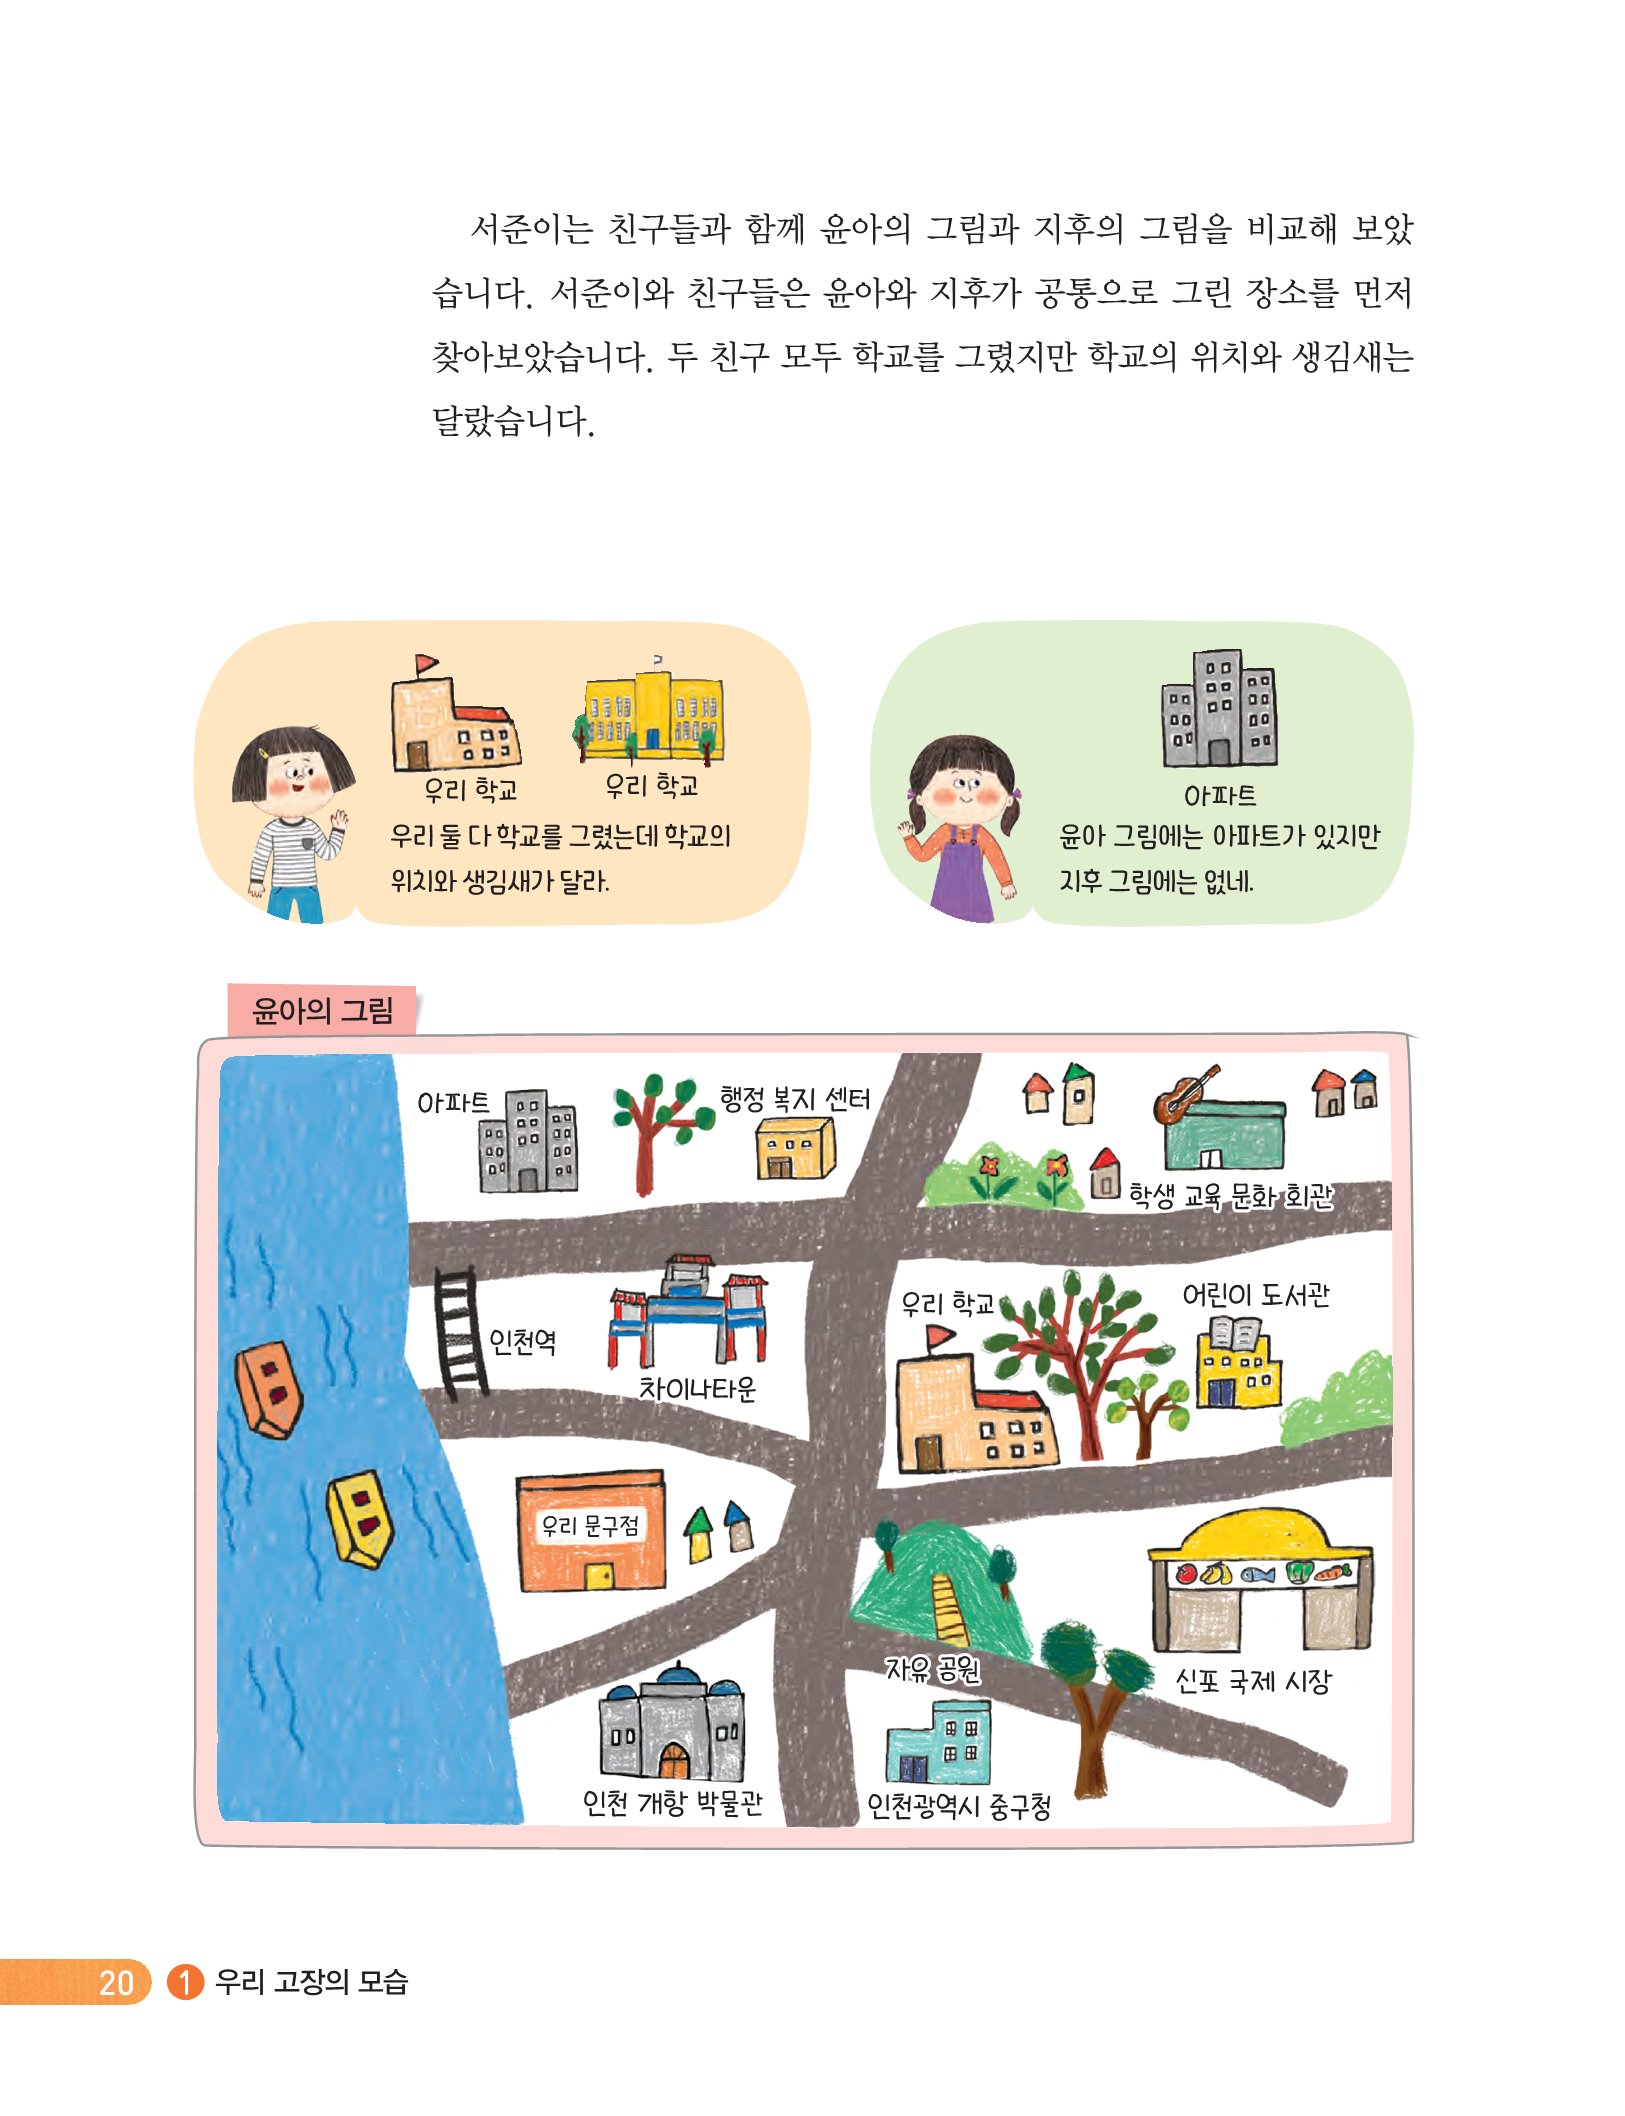 서준이는 친구들과 함께 윤아의 그림과 지후의 그림을 비교해 보았
습니다. 서준이와 친구들은 윤아와 지후가 공통으로 그린 장소를 먼저
찾아보았습니다. 두 친구 모두 학교를 그렸지만 학교의 위치와 생김새는
달랐습니다.
우리 학교
우리 학교
우리 둘 다 학교를 그렸는데 학교의
위치와 생김새가 달라.
아파트
윤아 그림에는 아파트가 있지만
지후 그림에는 없네.
윤아의 그림
아파트
행정 복지 센터
학생 교육 문화 회관
인천역
차이나타운
우리 학교
어린이 도서관
우리 문구점
자유 공원
신포 국제 시장
인천 개항 박물관
인천광역시 중구청
20 1 우리 고장의 모습